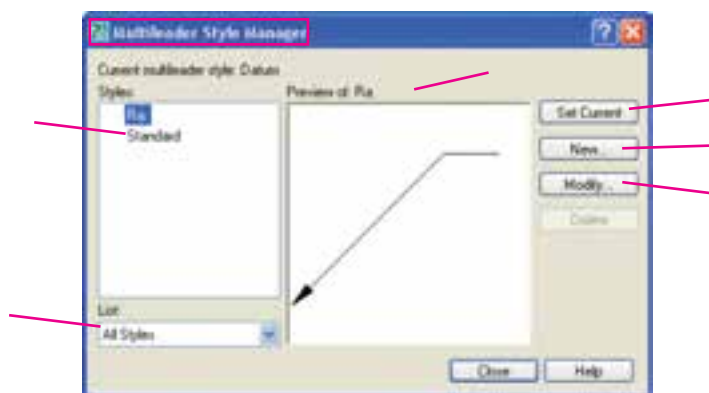 Multileader Style Manager
Current multileader style: Datum
Styles:
Preview of: Ra
Ra
Standard
Set Current
New...
Modify...
Delete
List:
All Styles
Close
Help